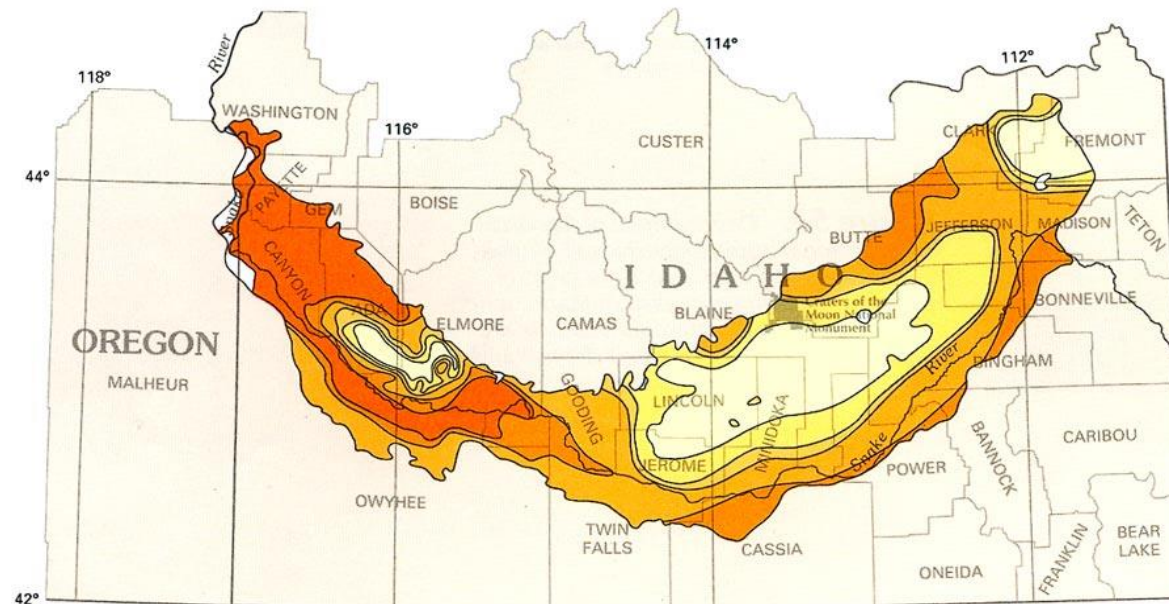 118°
River
WASHINGTON
116°
114°
112°
CUSTER
CLARK
FREMONT
44°
PAYETTE
GEM
BOISE
Snake
CANYON
BUTTE
JEFFERSON
MADISON
TETON
IDAHO
ADA
ELMORE
CAMAS
BLAINE
Craters of the
Moon National
Monument
BONNEVILLE
OREGON
MALHEUR
GOODING
LINCOLN
MINIDOKA
River
BINGHAM
JEROME
Snake
POWER
BANNOCK
CARIBOU
OWYHEE
TWIN
FALLS
CASSIA
ONEIDA
FRANKLIN
BEAR
LAKE
42°